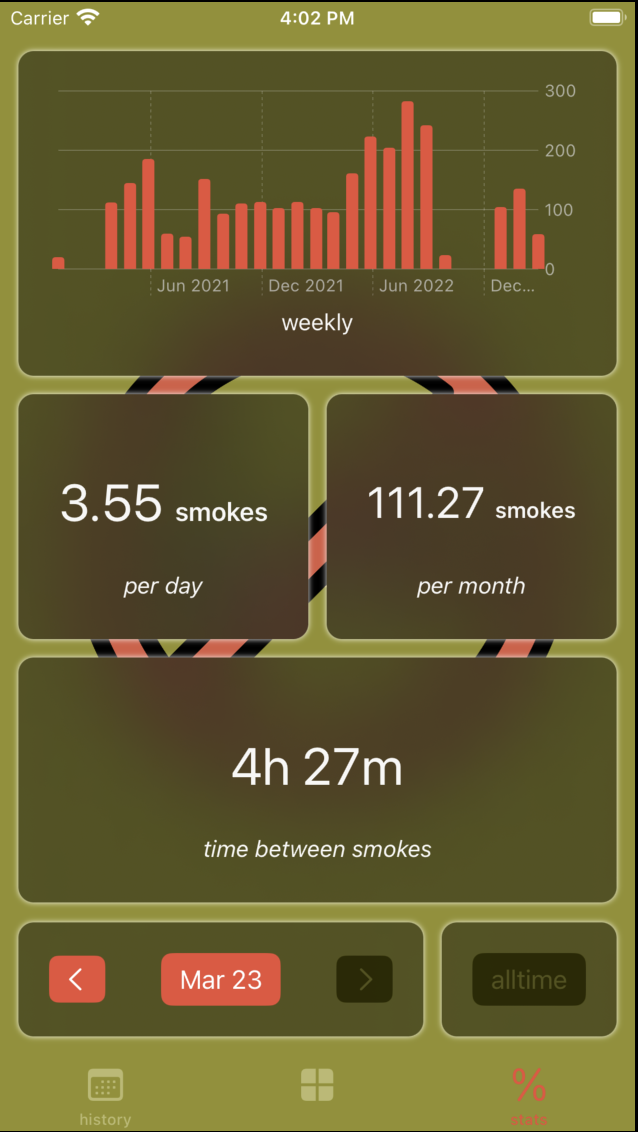 Carrier 4:02 PM
300
200
100
0
Jun 2021 Dec 2021 Jun 2022 Dec...
weekly
3.55 smokes
per day
111.27 smokes
per month
4h 27m
time between smokes
Mar 23
alltime
%
history stats